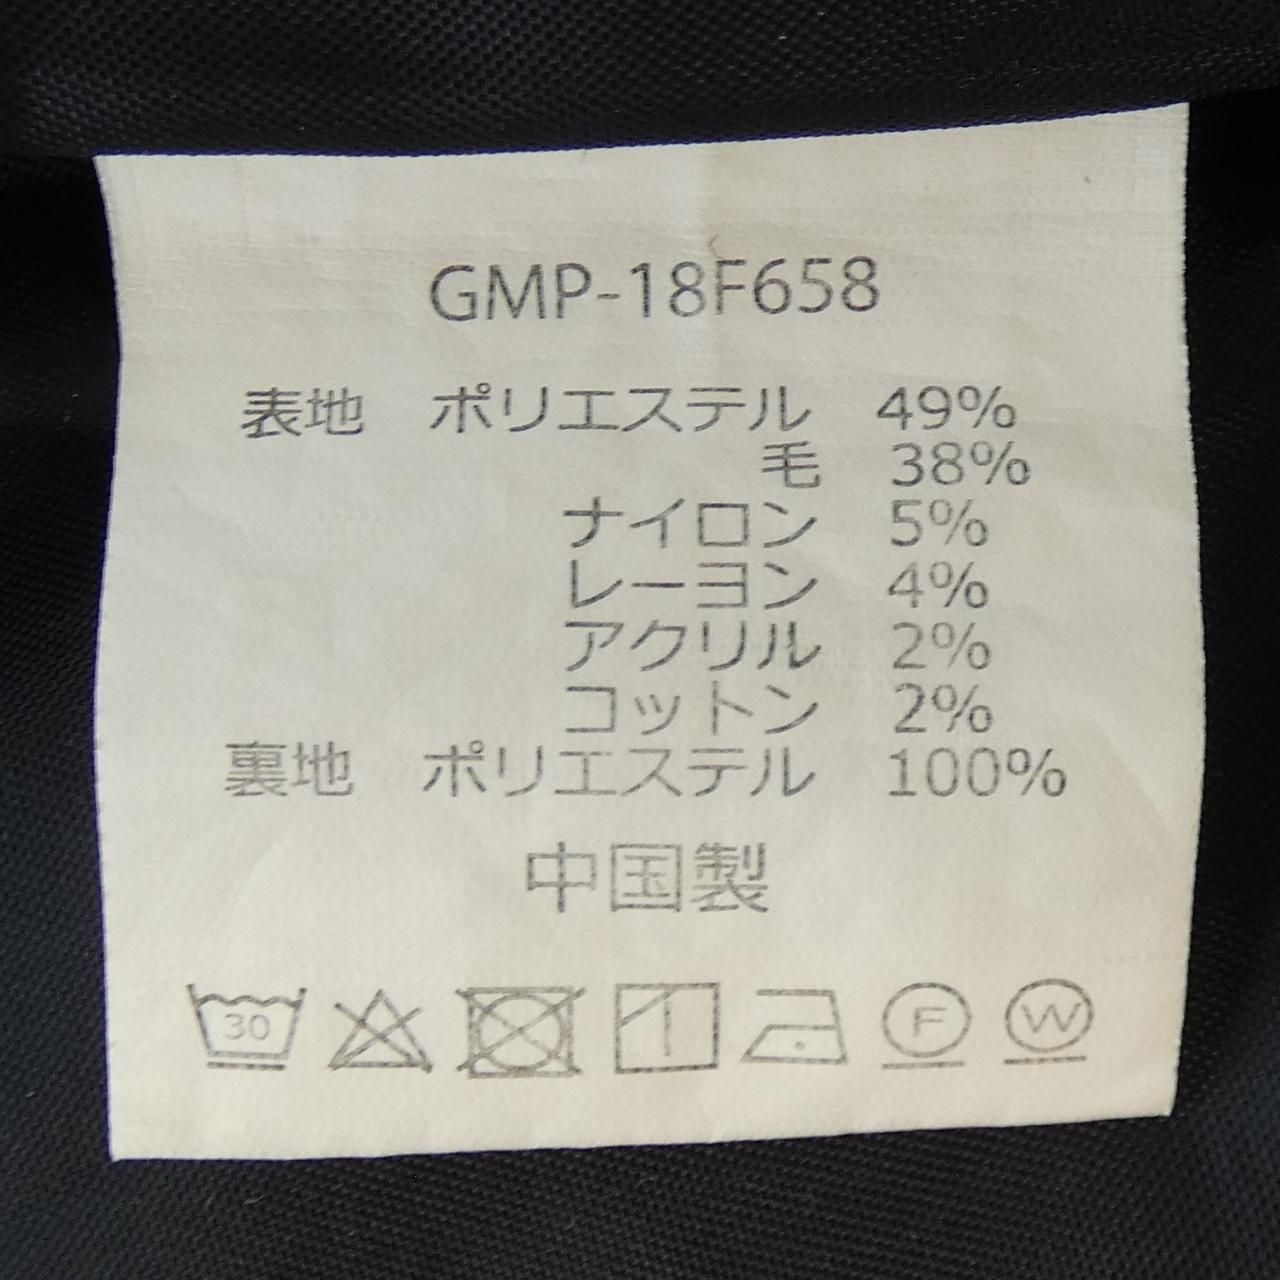 GMP-18F658
表地 ポリエステル 49%
毛 38%
ナイロン 5%
レーヨン 4%
アクリル 2%
コットン 2%
裏地 ポリエステル 100%
中国製
30 F W